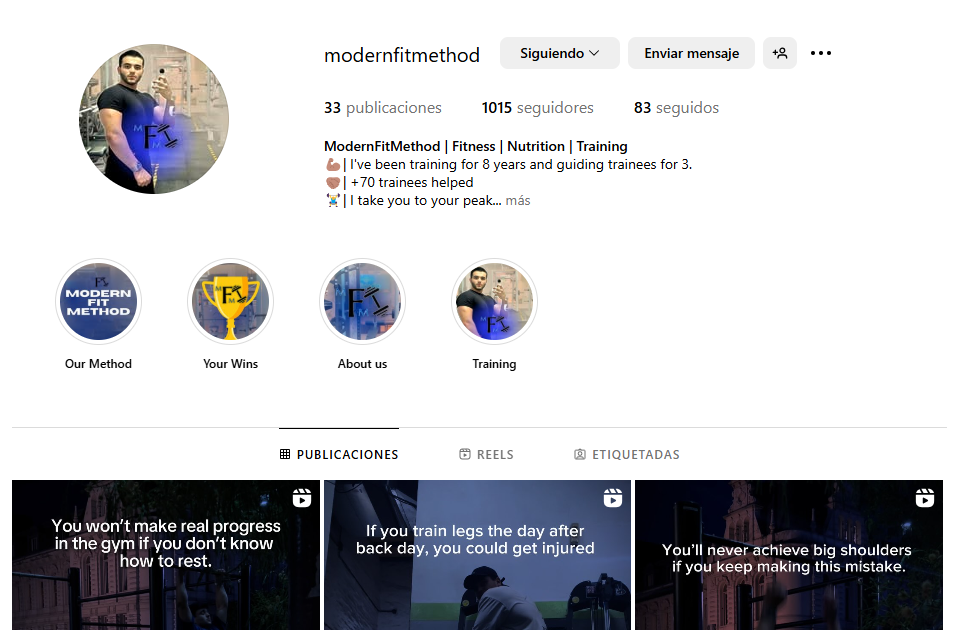 modernfitmethod
Siguiendo
Enviar mensaje
33 publicaciones
1015 seguidores
83 seguidos
ModernFitMethod | Fitness | Nutrition | Training
💪🏽| I've been training for 8 years and guiding trainees for 3.
🤝🏽| +70 trainees helped
🏋🏼| I take you to your peak... más
M F M
MODERN
FIT
METHOD
M F M
M F M
F M
Our Method
Your Wins
About us
Training
PUBLICACIONES
REELS
ETIQUETADAS
You won't make real progress
in the gym if you don't know
how to rest.
If you train legs the day after
back day, you could get injured
You'll never achieve big shoulders
if you keep making this mistake.